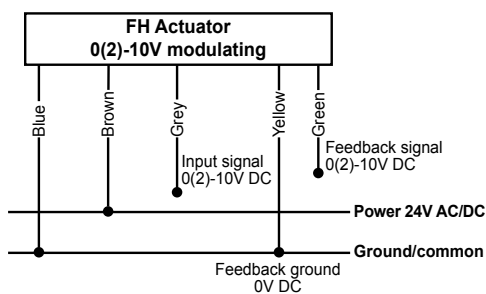 FH Actuator
0(2)-10V modulating
Blue
Brown
Grey
Yellow
Green
Input signal
0(2)-10V DC
Feedback signal
0(2)-10V DC
Power 24V AC/DC
Ground/common
Feedback ground
0V DC